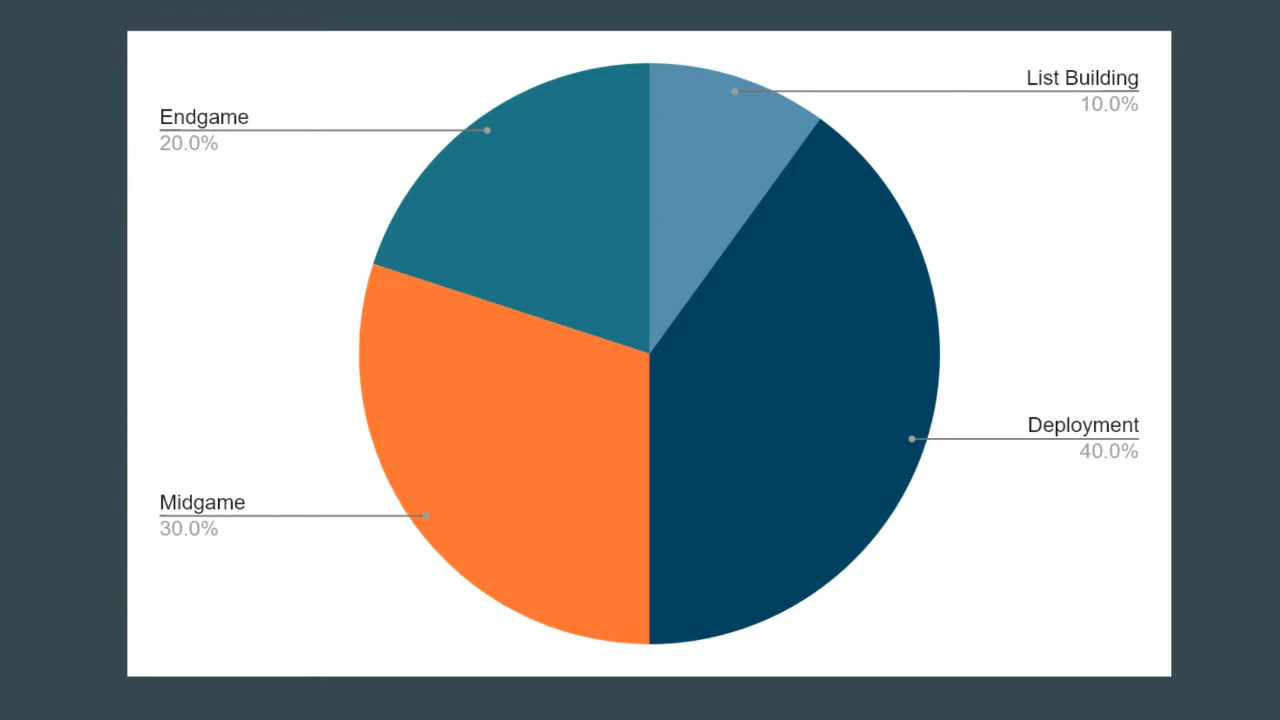 List Building
10.0%
Endgame
20.0%
Deployment
40.0%
Midgame
30.0%